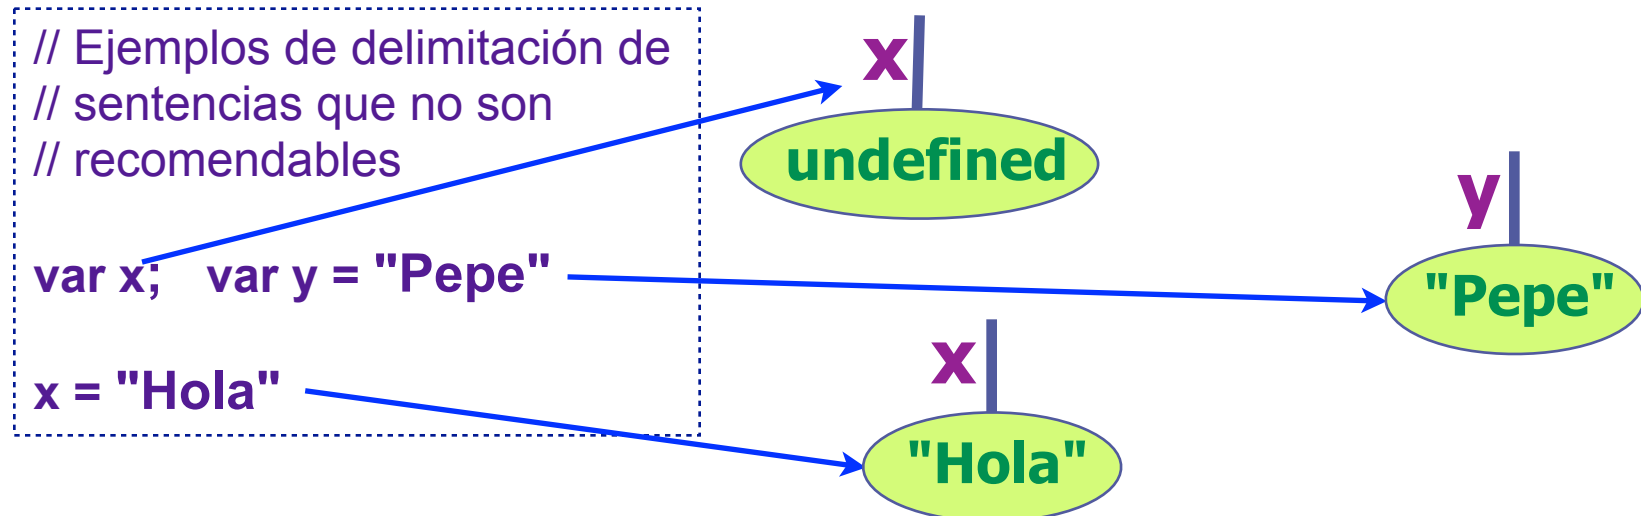 // Ejemplos de delimitación de
// sentencias que no son
// recomendables
var x;   var y = "Pepe"
x = "Hola"
x
undefined
y
"Pepe"
x
"Hola"